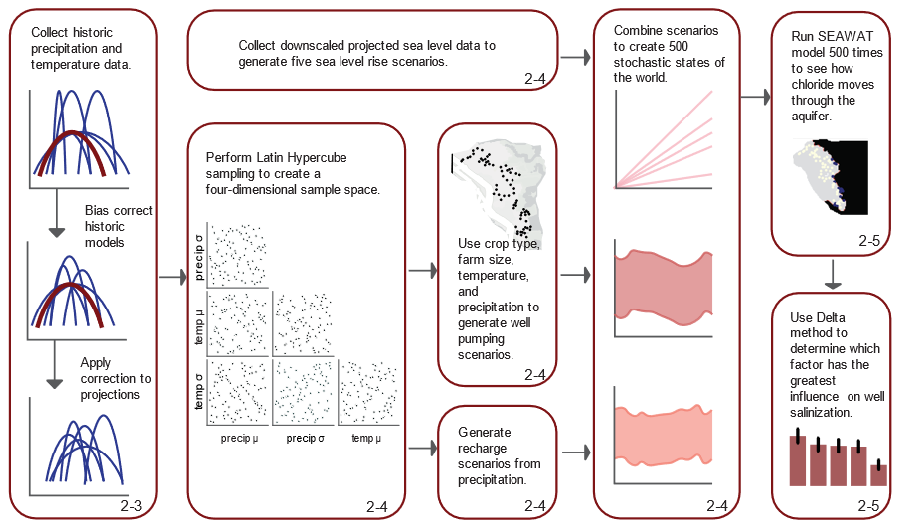 Collect historic
precipitation and
temperature data.
Bias correct
historic
models
Apply
correction to
projections
2-3
Collect downscaled projected sea level data to
generate five sea level rise scenarios.
2-4
Perform Latin Hypercube
sampling to create a
four-dimensional sample space.
precip σ
temp μ
temp σ
precip μ
precip σ
temp μ
2-4
Use crop type,
farm size,
temperature,
and
precipitation to
generate well
pumping
scenarios.
2-4
Generate
recharge
scenarios from
precipitation.
2-4
Combine scenarios
to create 500
stochastic states of
the world.
2-4
Run SEAWAT
model 500 times
to see how
chloride moves
through the
aquifer.
2-5
Use Delta
method to
determine which
factor has the
greatest
influence on well
salinization.
2-5